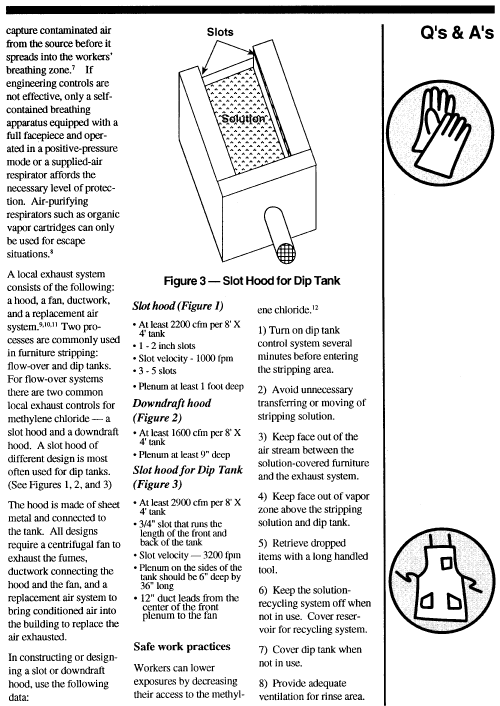 Q's & A's
capture contaminated air
from the source before it
spreads into the workers'
breathing zone.7 If
engineering controls are
not effective, only a self-
contained breathing
apparatus equipped with a
full facepiece and oper-
ated in a positive-pressure
mode or a supplied-air
respirator affords the
necessary level of protec-
tion. Air-purifying
respirators such as organic
vapor cartridges can only
be used for escape
situations.8
A local exhaust system
consists of the following:
a hood, a fan, ductwork,
and a replacement air
system.9,10,11 Two pro-
cesses are commonly used
in furniture stripping:
flow-over and dip tanks.
For flow-over systems
there are two common
local exhaust controls for
methylene chloride — a
slot hood and a downdraft
hood. A slot hood of
different design is most
often used for dip tanks.
(See Figures 1, 2, and 3)
The hood is made of sheet
metal and connected to
the tank. All designs
require a centrifugal fan to
exhaust the fumes,
ductwork connecting the
hood and the fan, and a
replacement air system to
bring conditioned air into
the building to replace the
air exhausted.
In constructing or design-
ing a slot or downdraft
hood, use the following
data:
Slots
Solution
Figure 3 — Slot Hood for Dip Tank
Slot hood (Figure 1)
• At least 2200 cfm per 8' X
4' tank
• 1 - 2 inch slots
• Slot velocity - 1000 fpm
• 3 - 5 slots
• Plenum at least 1 foot deep
Downdraft hood
(Figure 2)
• At least 1600 cfm per 8' X
4' tank
• Plenum at least 9" deep
Slot hood for Dip Tank
(Figure 3)
• At least 2900 cfm per 8' X
4' tank
• 3/4" slot that runs the
length of the front and
back of the tank
• Slot velocity — 3200 fpm
• Plenum on the sides of the
tank should be 6" deep by
36" long
• 12" duct leads from the
center of the front
plenum to the fan
Safe work practices
Workers can lower
exposures by decreasing
their access to the methyl-
ene chloride.12
1) Turn on dip tank
control system several
minutes before entering
the stripping area.
2) Avoid unnecessary
transferring or moving of
stripping solution.
3) Keep face out of the
air stream between the
solution-covered furniture
and the exhaust system.
4) Keep face out of vapor
zone above the stripping
solution and dip tank.
5) Retrieve dropped
items with a long handled
tool.
6) Keep the solution-
recycling system off when
not in use. Cover reser-
voir for recycling system.
7) Cover dip tank when
not in use.
8) Provide adequate
ventilation for rinse area.